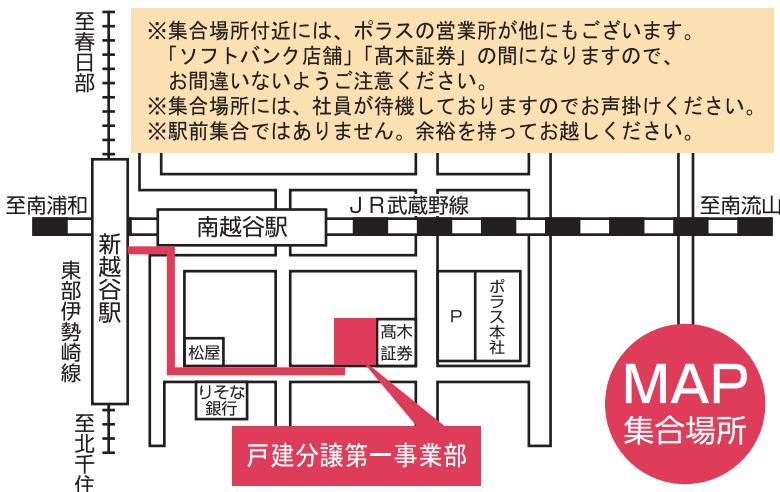 ※集合場所付近には、ポラスの営業所が他にもございます。
「ソフトバンク店舗」「髙木証券」の間になりますので、
お間違いないようご注意ください。
※集合場所には、社員が待機しておりますのでお声掛けください。
※駅前集合ではありません。余裕を持ってお越しください。
至春日部
至南浦和
南越谷駅
ＪＲ武蔵野線
至南流山
新越谷駅
東部伊勢崎線
松屋
髙木
証券
P
ポラス本社
りそな
銀行
戸建分譲第一事業部
至北千住
MAP
集合場所